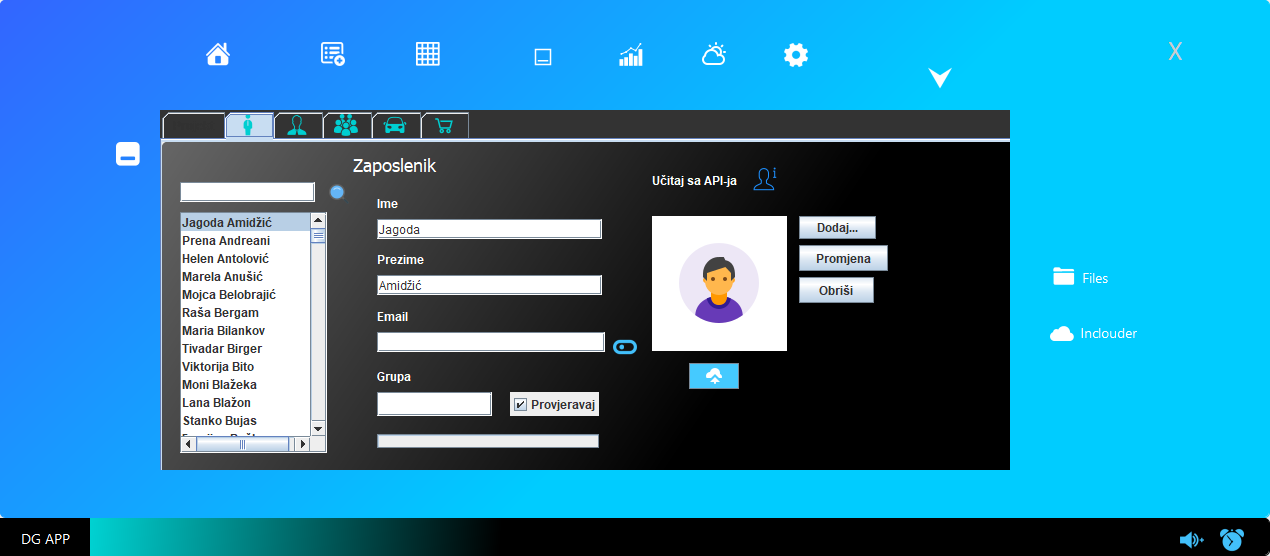 X
Zaposlenik
Učitaj sa API-ja
Ime
Jagoda
Prezime
Amidžić
Email
Grupa
Provjeravaj
Jagoda Amidžić
Prena Andreani
Helen Antolović
Marela Anušić
Mojca Belobrajić
Raša Bergam
Maria Bilankov
Tivadar Birger
Viktorija Bito
Moni Blažeka
Lana Blažon
Stanko Bujas
Dodaj...
Promjena
Obriši
Files
Inclouder
DG APP